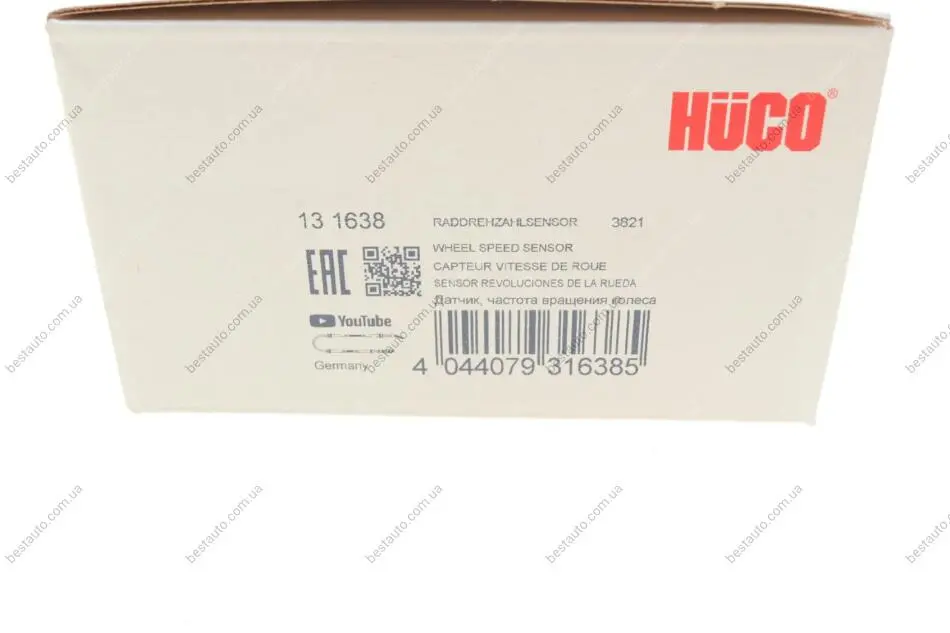 HÜCO®
13 1638 RADDREHZAHLSENSOR 3821
WHEEL SPEED SENSOR
CAPTEUR VITESSE DE ROUE
SENSOR REVOLUCIONES DE LA RUEDA
Датчик, частота вращения колеса
EAC
YouTube
Germany
4 044079 316385
bestauto.com.ua